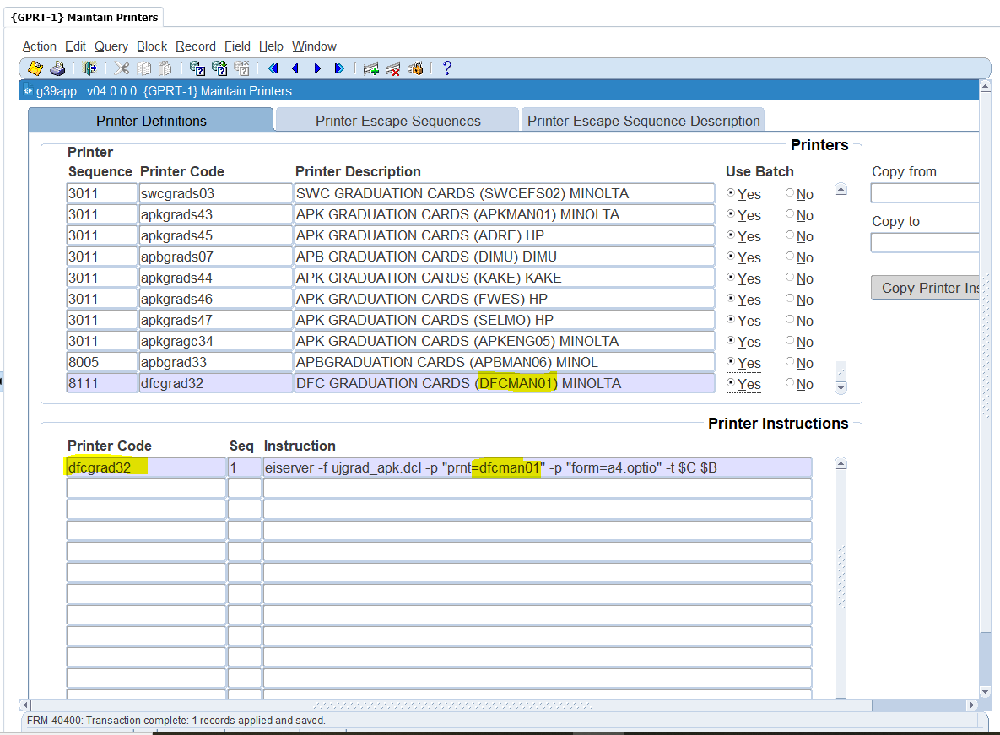 {GPRT-1} Maintain Printers
Action Edit Query Block Record Field Help Window
g39app : v04.0.0.0 {GPRT-1} Maintain Printers
Printer Definitions Printer Escape Sequences Printer Escape Sequence Description
Printers
Printer
Sequence Printer Code Printer Description Use Batch Copy from
3011 swcgrads03 SWC GRADUATION CARDS (SWCEFS02) MINOLTA Yes No
3011 apkgrads43 APK GRADUATION CARDS (APKMAN01) MINOLTA Yes No
Copy to
3011 apkgrads45 APK GRADUATION CARDS (ADRE) HP Yes No
3011 apbgrads07 APB GRADUATION CARDS (DIMU) DIMU Yes No
3011 apkgrads44 APK GRADUATION CARDS (KAKE) KAKE Yes No
Copy Printer Ins
3011 apkgrads46 APK GRADUATION CARDS (FWES) HP Yes No
3011 apkgrads47 APK GRADUATION CARDS (SELMO) HP Yes No
3011 apkgragc34 APK GRADUATION CARDS (APKENG05) MINOLTA Yes No
8005 apbgrad33 APBGRADUATION CARDS (APBMAN06) MINOL Yes No
8111 dfcgrad32 DFC GRADUATION CARDS (DFCMAN01) MINOLTA Yes No
Printer Instructions
Printer Code Seq Instruction
dfcgrad32 1 eiserver -f ujgrad_apk.dcl -p "prnt=dfcman01" -p "form=a4.optio" -t $C $B
FRM-40400: Transaction complete: 1 records applied and saved.